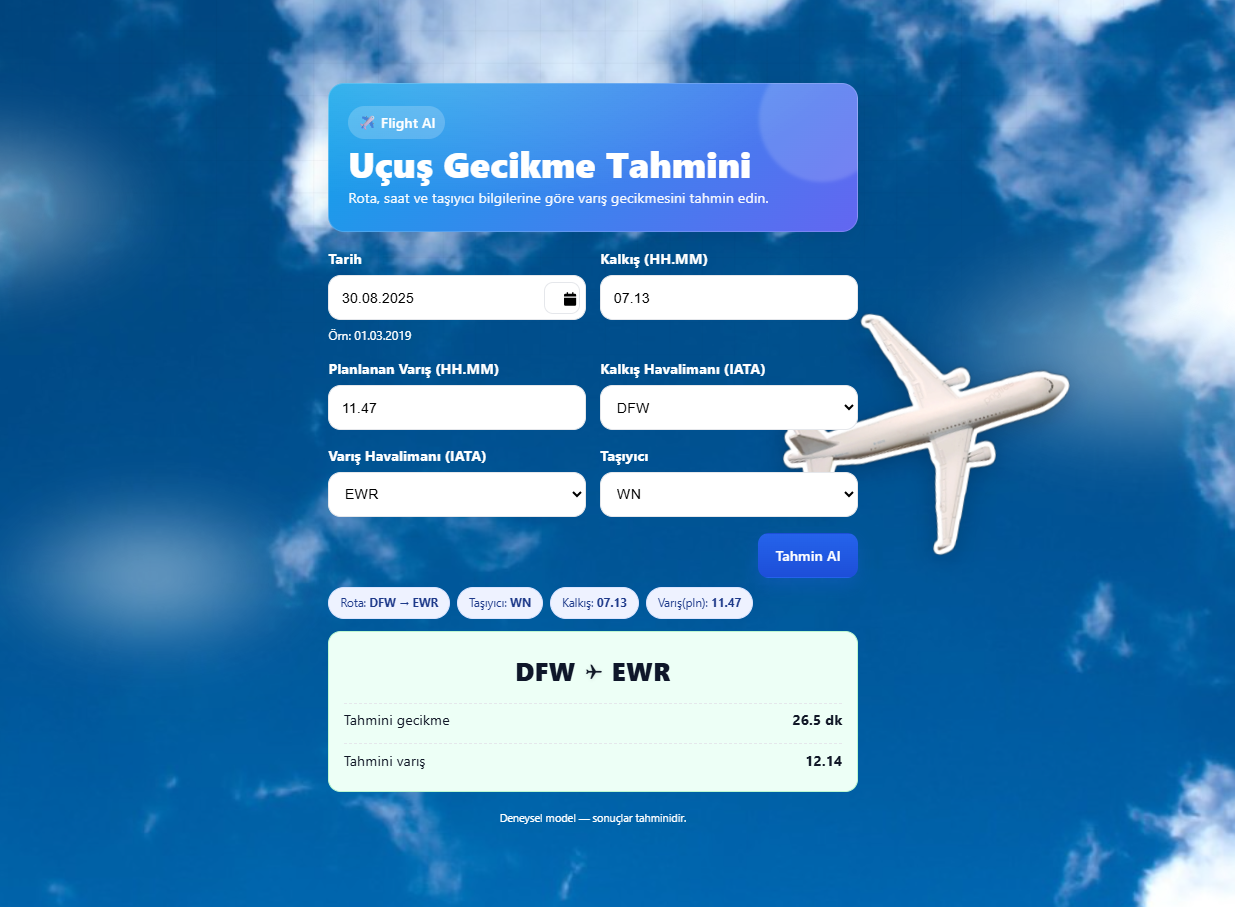 Flight AI
Uçuş Gecikme Tahmini
Rota, saat ve taşıyıcı bilgilerine göre varış gecikmesini tahmin edin.
Tarih
Kalkış (HH.MM)
30.08.2025
07.13
Örn: 01.03.2019
Planlanan Varış (HH.MM)
Kalkış Havalimanı (IATA)
11.47
DFW
Varış Havalimanı (IATA)
Taşıyıcı
EWR
WN
Tahmin Al
Rota: DFW → EWR
Taşıyıcı: WN
Kalkış: 07.13
Varış(pln): 11.47
DFW ✈ EWR
Tahmini gecikme
26.5 dk
Tahmini varış
12.14
Deneysel model — sonuçlar tahminidir.